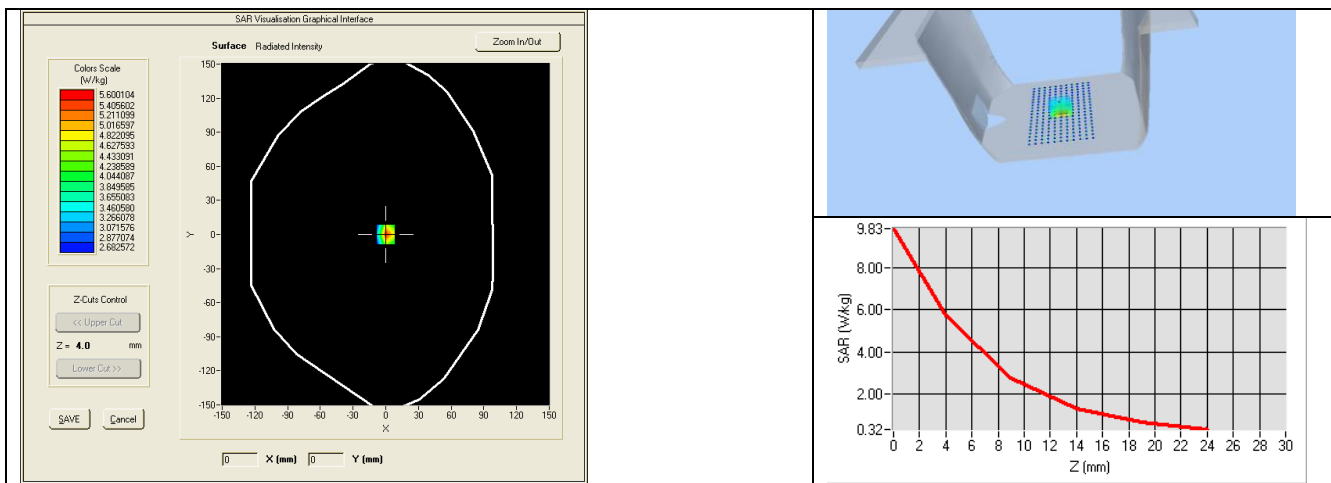 SAR Visualisation Graphical Interface
Surface Radiated Intensity
Zoom In/Out
Colors Scale
(W/kg)
5.600104
5.405602
5.211099
5.016597
4.822095
4.627593
4.433091
4.238589
4.044087
3.849585
3.655083
3.460580
3.266078
3.071576
2.877074
2.682572
Z-Cuts Control
<< Upper Cut
Z = 4.0 mm
Lower Cut >>
SAVE Cancel
150-
120-
90-
60-
30-
0-
-30-
-60-
-90-
-120-
-150-
Y
-150 -120 -90 -60 -30 0 30 60 90 120 150
X
0 X (mm) 0 Y (mm)
9.83-
8.00-
6.00-
4.00-
2.00-
0.32-
SAR (W/kg)
0 2 4 6 8 10 12 14 16 18 20 22 24 26 28 30
Z (mm)